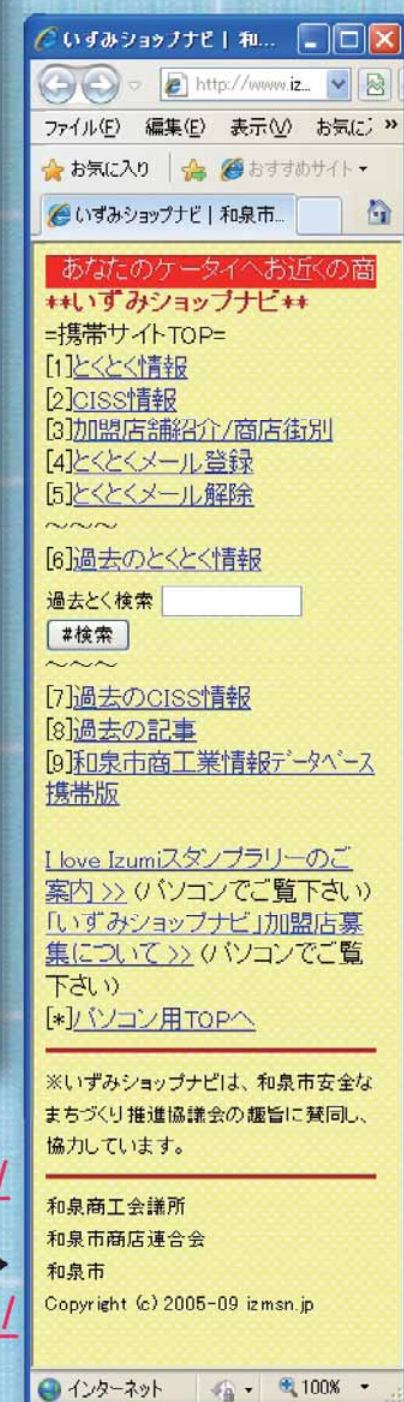 いずみショップナビ | 和...
http://www.iz...
ファイル(F) 編集(E) 表示(V) お気に »
お気に入り おすすめサイト
いずみショップナビ | 和泉市...
あなたのケータイへお近くの商
**いずみショップナビ**
=携帯サイトTOP=
[1]とくとく情報
[2]CISS情報
[3]加盟店舗紹介/商店街別
[4]とくとくメール登録
[5]とくとくメール解除
～～～
[6]過去のとくとく情報
過去とく検索
#検索
～～～
[7]過去のCISS情報
[8]過去の記事
[9]和泉市商工業情報ﾃﾞｰﾀﾍﾞｰｽ
携帯版
I love Izumiスタンプラリーのご
案内 >> (パソコンでご覧下さい)
「いずみショップナビ」加盟店募
集について >> (パソコンでご覧
下さい)
[*]パソコン用TOPへ
※いずみショップナビは、和泉市安全な
まちづくり推進協議会の趣旨に賛同し、
協力しています。
和泉商工会議所
和泉市商店連合会
和泉市
Copyright (c) 2005-09 izmsn.jp
インターネット 100%